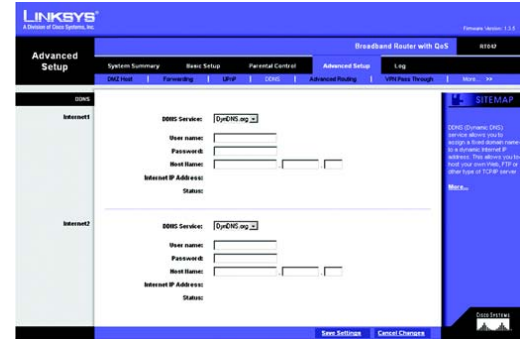 LINKSYS®
A Division of Cisco Systems, Inc.
Firmware Version: 1.3.2
Broadband Router with QoS
RT042
Advanced Setup
System Summary
Basic Setup
Parental Control
Advanced Setup
Log
DMZ Host
Forwarding
UPnP
DDNS
Advanced Routing
VPN Pass Through
More... >>
DDNS
SITEMAP
Internet1
DDNS Service:
DynDNS.org
User name:
Password:
Host Name:
Internet IP Address:
Status:
DDNS (Dynamic DNS)
service allows you to
assign a fixed domain name
to a dynamic Internet IP
address. This allows you to
host your own Web, FTP or
other type of TCP/IP server
More...
Internet2
DDNS Service:
DynDNS.org
User name:
Password:
Host Name:
Internet IP Address:
Status:
Save Settings
Cancel Changes
Cisco Systems